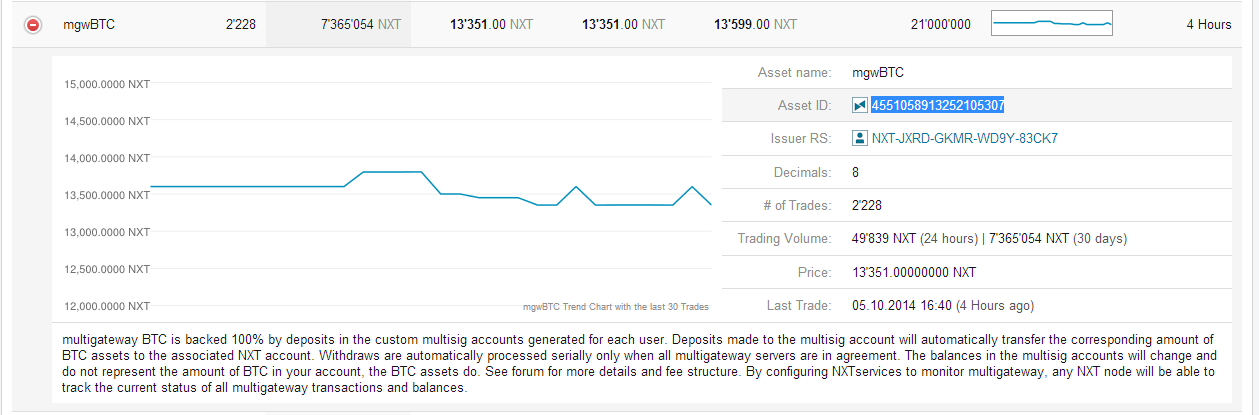 mgwBTC 2'228 7'365'054 NXT 13'351.00 NXT 13'351.00 NXT 13'599.00 NXT 21'000'000 4 Hours
15,000.0000 NXT
14,500.0000 NXT
14,000.0000 NXT
13,500.0000 NXT
13,000.0000 NXT
12,500.0000 NXT
12,000.0000 NXT
mgwBTC Trend Chart with the last 30 Trades
Asset name: mgwBTC
Asset ID: 4551058913252105307
Issuer RS: NXT-JXRD-GKMR-WD9Y-83CK7
Decimals: 8
# of Trades: 2'228
Trading Volume: 49'839 NXT (24 hours) | 7'365'054 NXT (30 days)
Price: 13'351.00000000 NXT
Last Trade: 05.10.2014 16:40 (4 Hours ago)
multigateway BTC is backed 100% by deposits in the custom multisig accounts generated for each user. Deposits made to the multisig account will automatically transfer the corresponding amount of
BTC assets to the associated NXT account. Withdraws are automatically processed serially only when all multigateway servers are in agreement. The balances in the multisig accounts will change and
do not represent the amount of BTC in your account, the BTC assets do. See forum for more details and fee structure. By configuring NXTservices to monitor multigateway, any NXT node will be able to
track the current status of all multigateway transactions and balances.